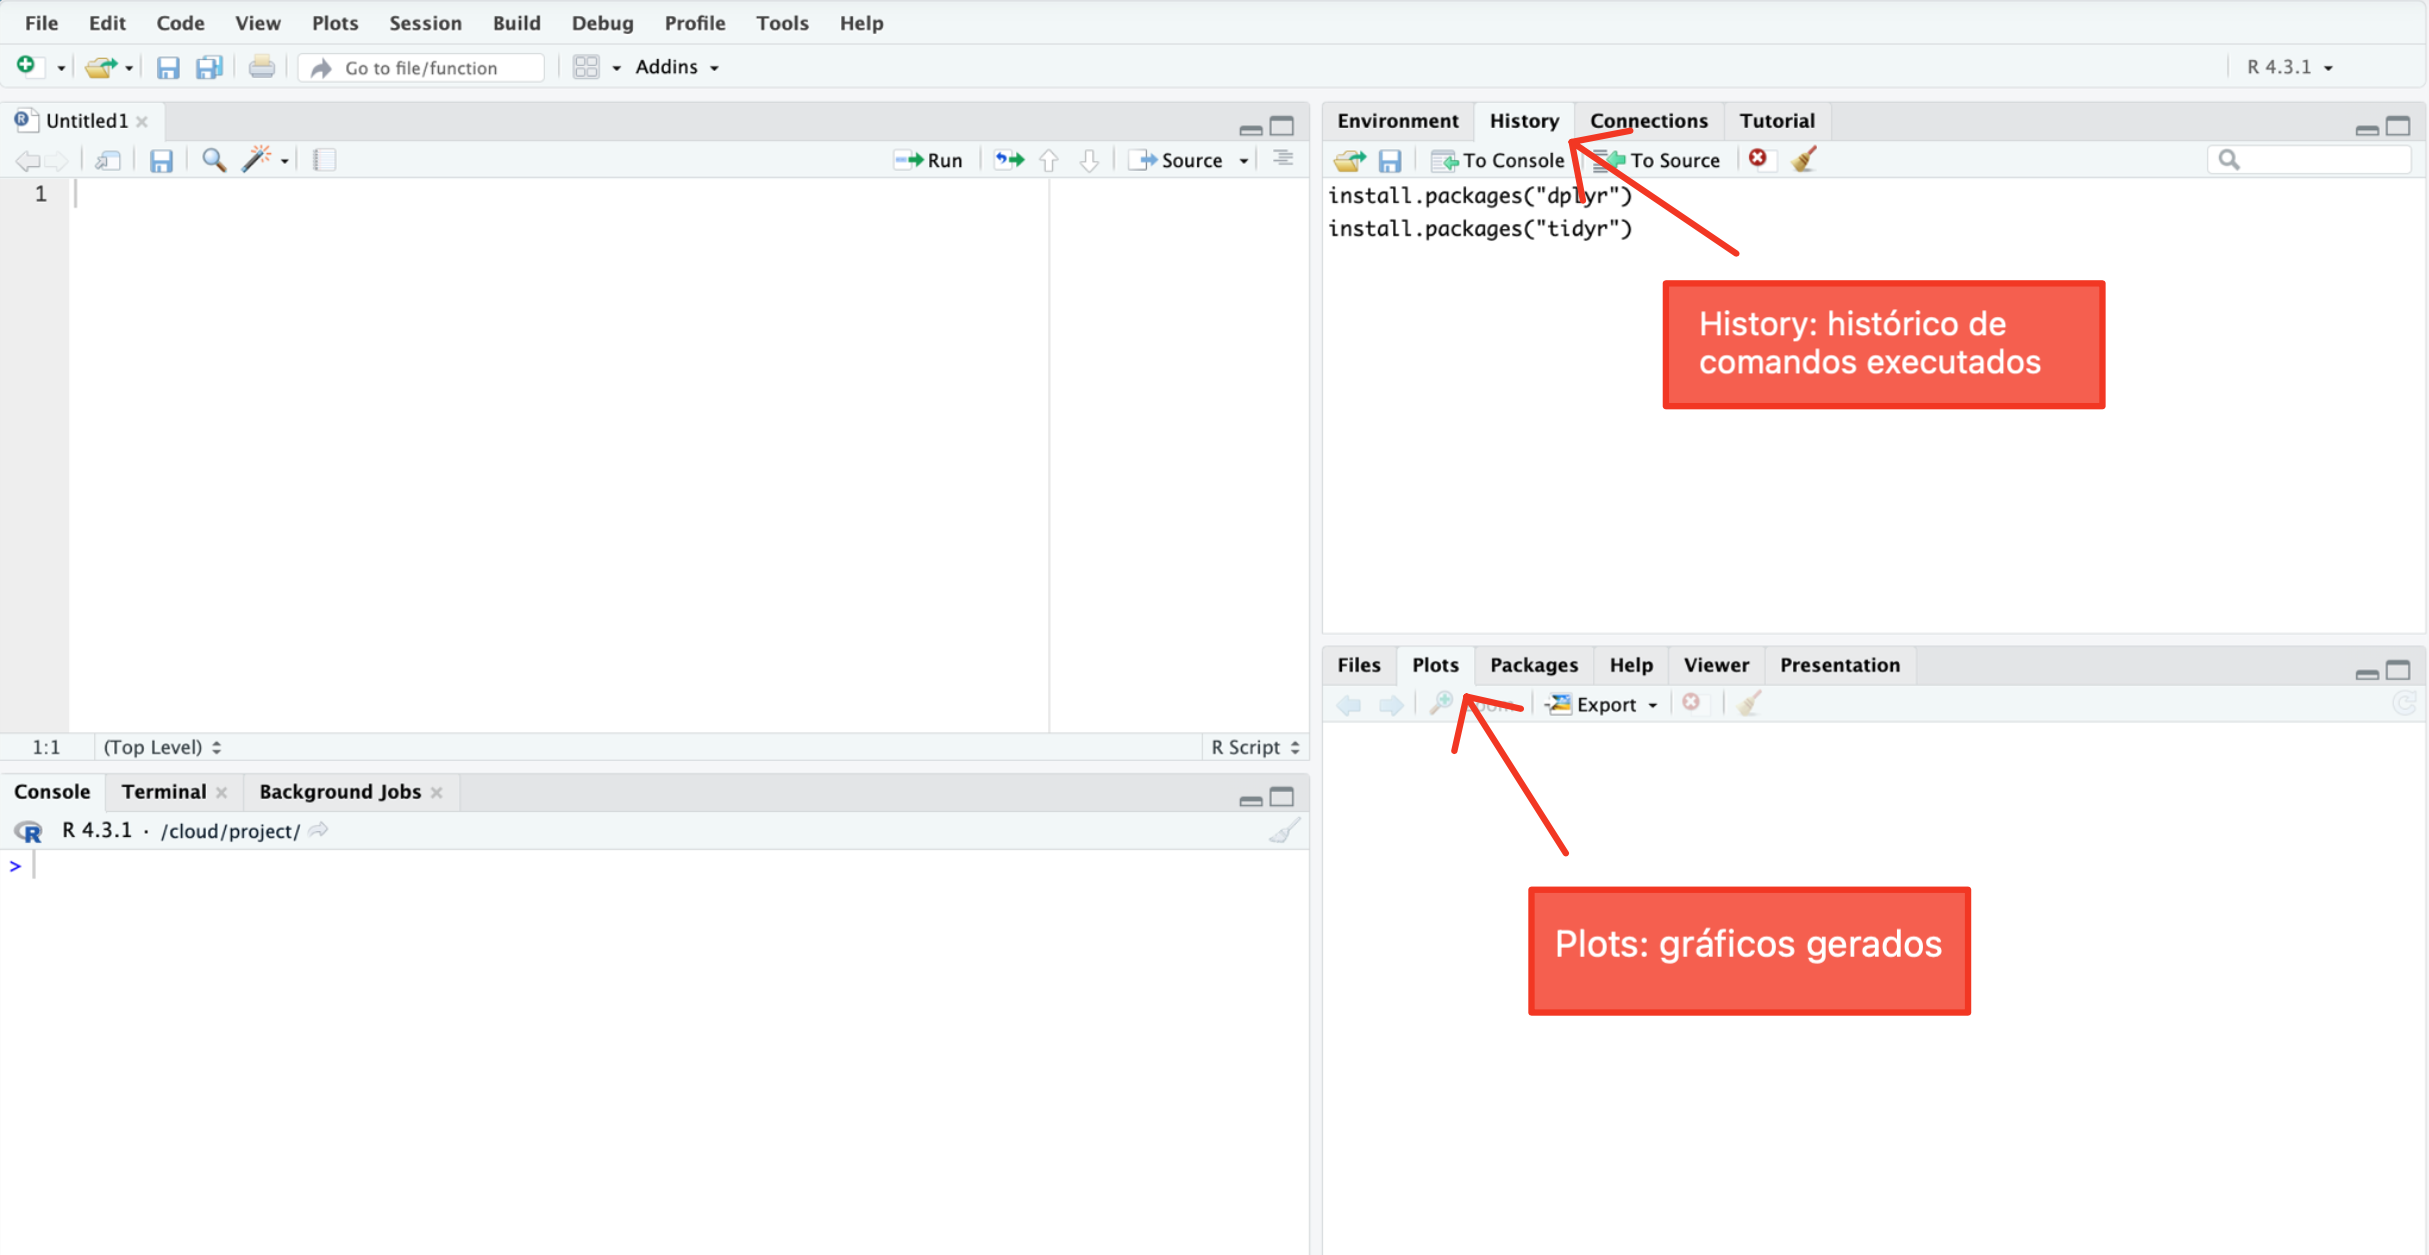 File Edit Code View Plots Session Build Debug Profile Tools Help
Go to file/function Addins R 4.3.1
Untitled1
Run Source
1
1:1 (Top Level) R Script
Console Terminal Background Jobs
R 4.3.1 · /cloud/project/
>
Environment History Connections Tutorial
To Console To Source
install.packages("dplyr")
install.packages("tidyr")
History: histórico de
comandos executados
Files Plots Packages Help Viewer Presentation
Export
Plots: gráficos gerados